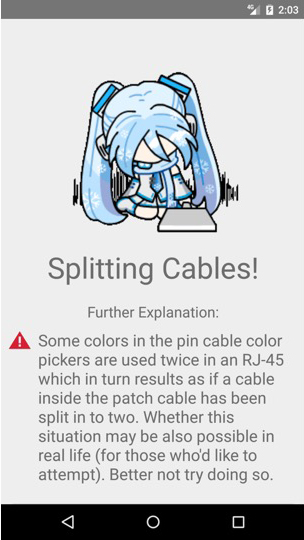 4G 2:03
Splitting Cables!
Further Explanation:
Some colors in the pin cable color
pickers are used twice in an RJ-45
which in turn results as if a cable
inside the patch cable has been
split in to two. Whether this
situation may be also possible in
real life (for those who'd like to
attempt). Better not try doing so.